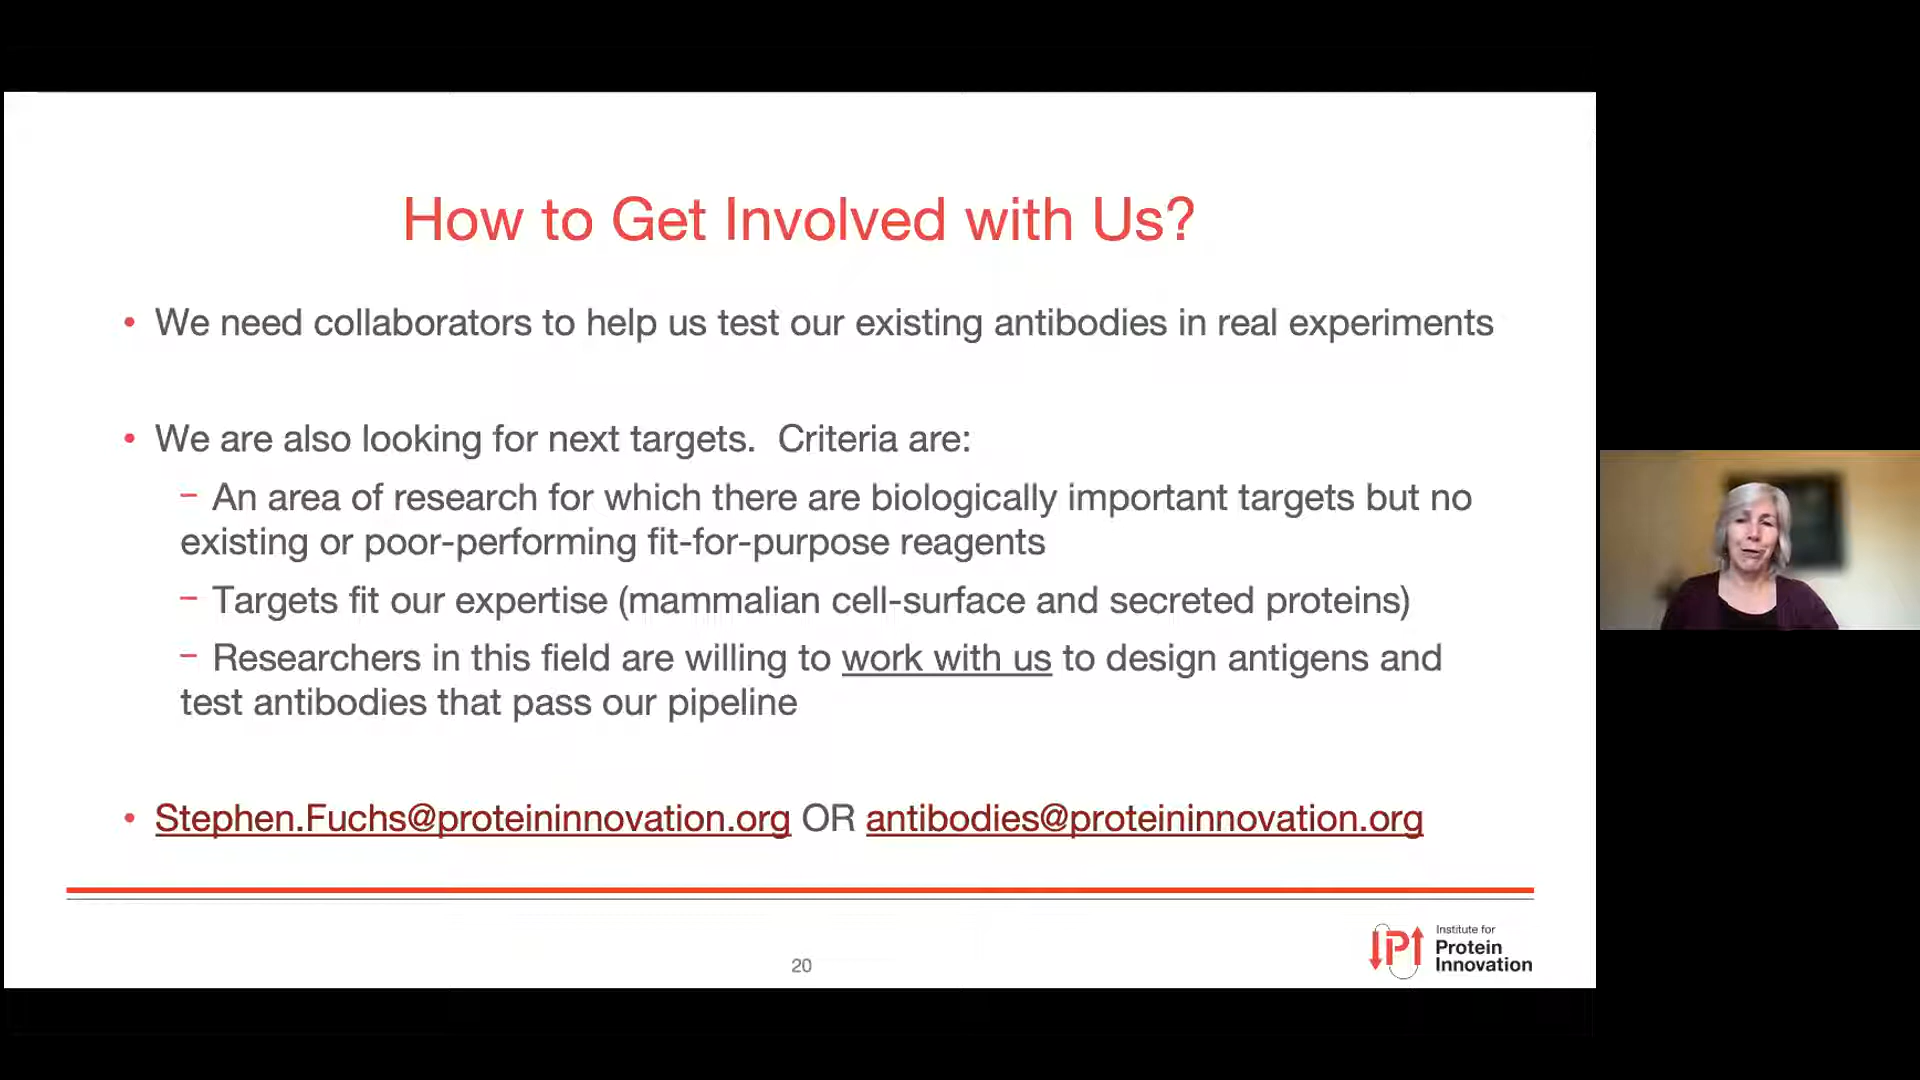 How to Get Involved with Us?
• We need collaborators to help us test our existing antibodies in real experiments
• We are also looking for next targets.  Criteria are:
– An area of research for which there are biologically important targets but no
existing or poor-performing fit-for-purpose reagents
– Targets fit our expertise (mammalian cell-surface and secreted proteins)
– Researchers in this field are willing to work with us to design antigens and
test antibodies that pass our pipeline
• Stephen.Fuchs@proteininnovation.org OR antibodies@proteininnovation.org
20
IPI
Institute for
Protein
Innovation